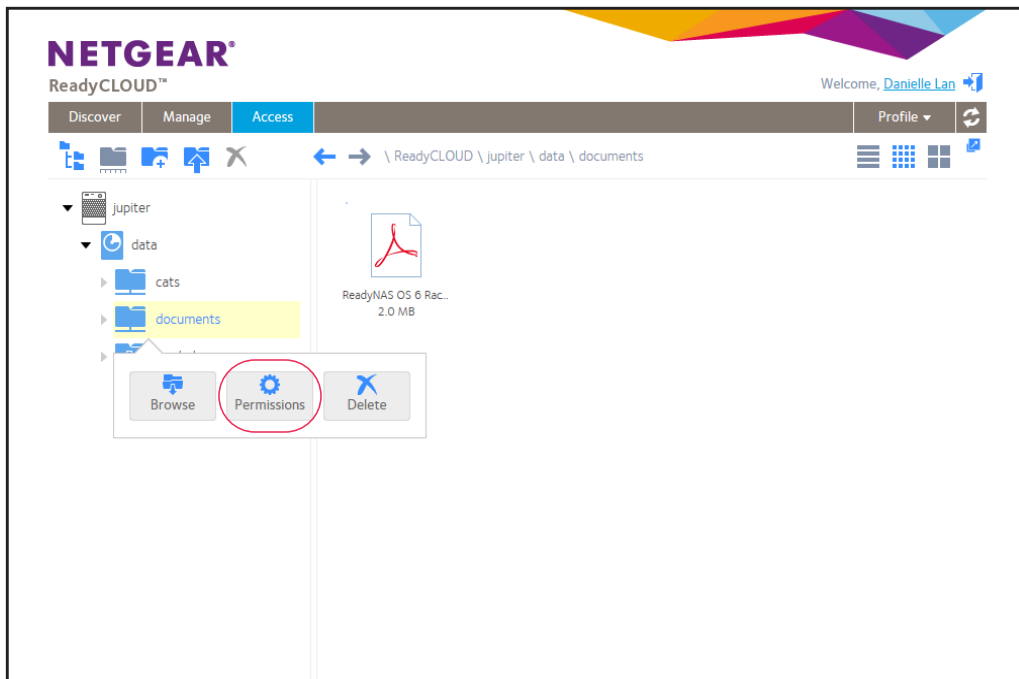 NETGEAR®
ReadyCLOUD™
Welcome, Danielle Lan
Discover Manage Access Profile
\ ReadyCLOUD \ jupiter \ data \ documents
jupiter
data
cats
documents
ReadyNAS OS 6 Rac..
2.0 MB
Browse Permissions Delete